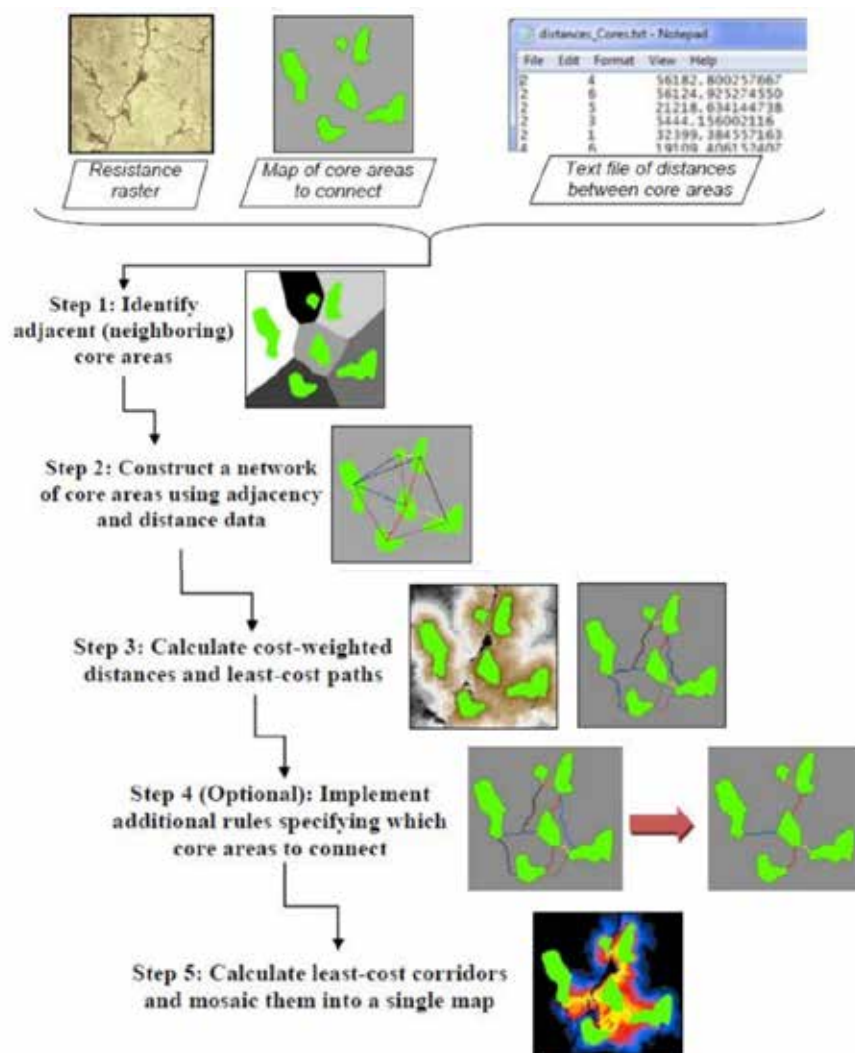 distances_Cores.txt - Notepad
File Edit Format View Help
2 4 56182.800257667
2 6 56124.925274550
2 5 21218.634144738
2 3 5444.156002116
2 1 32399.384557163
4 6 19109.406152407
Resistance
raster
Map of core areas
to connect
Text file of distances
between core areas
Step 1: Identify
adjacent (neighboring)
core areas
Step 2: Construct a network
of core areas using adjacency
and distance data
Step 3: Calculate cost-weighted
distances and least-cost paths
Step 4 (Optional): Implement
additional rules specifying which
core areas to connect
Step 5: Calculate least-cost corridors
and mosaic them into a single map